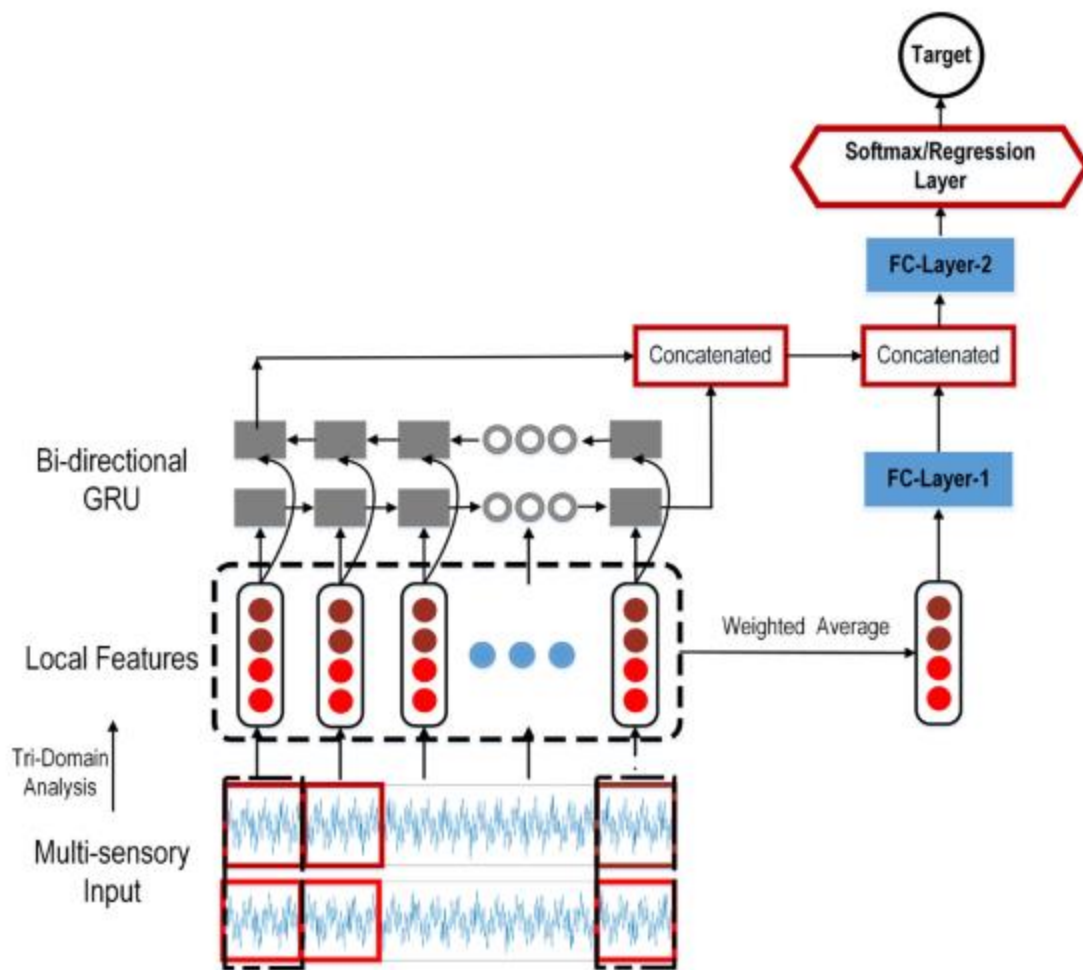 Target
Softmax/Regression
Layer
FC-Layer-2
Concatenated
Concatenated
Bi-directional
GRU
FC-Layer-1
Local Features
Weighted Average
Tri-Domain
Analysis
Multi-sensory
Input